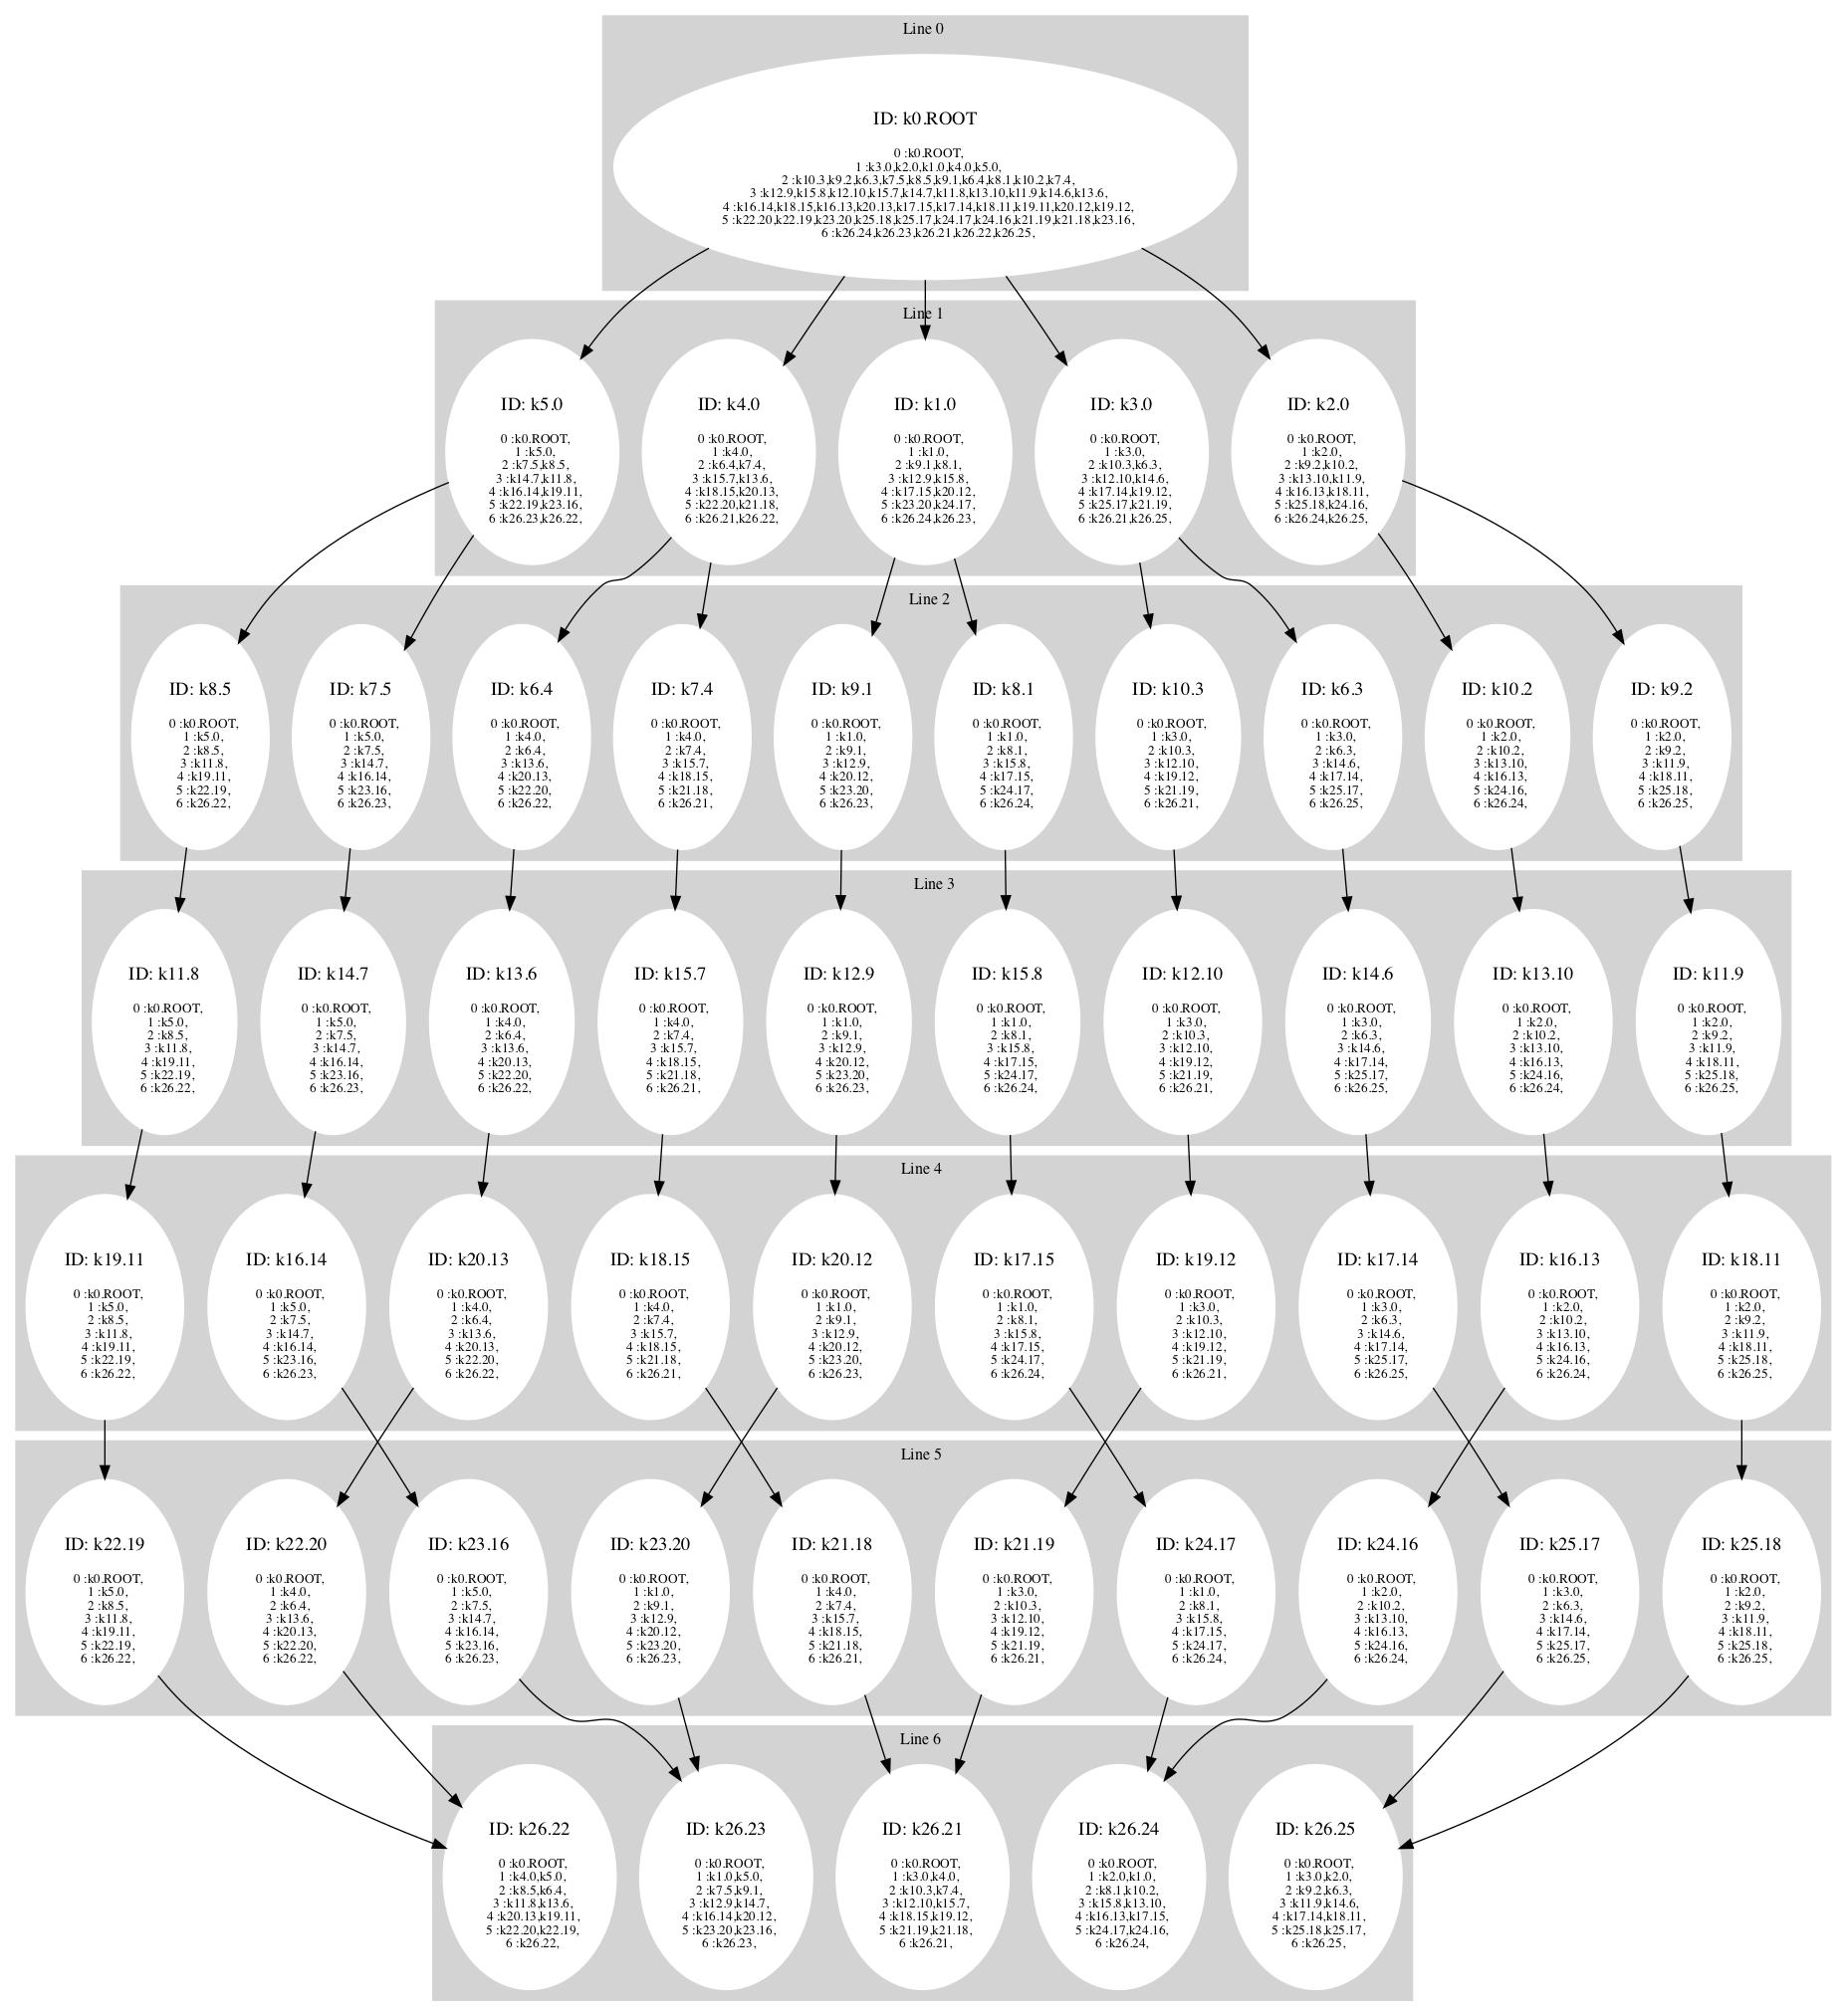 Line 0
ID: k0.ROOT
0 :k0.ROOT,
1 :k3.0,k2.0,k1.0,k4.0,k5.0,
2 :k10.3,k9.2,k6.3,k7.5,k8.5,k9.1,k6.4,k8.1,k10.2,k7.4,
3 :k12.9,k15.8,k12.10,k15.7,k14.7,k11.8,k13.10,k11.9,k14.6,k13.6,
4 :k16.14,k18.15,k16.13,k20.13,k17.15,k17.14,k18.11,k19.11,k20.12,k19.12,
5 :k22.20,k22.19,k23.20,k25.18,k25.17,k24.17,k24.16,k21.19,k21.18,k23.16,
6 :k26.24,k26.23,k26.21,k26.22,k26.25,
Line 1
ID: k5.0
0 :k0.ROOT,
1 :k5.0,
2 :k7.5,k8.5,
3 :k14.7,k11.8,
4 :k16.14,k19.11,
5 :k22.19,k23.16,
6 :k26.23,k26.22,
ID: k4.0
0 :k0.ROOT,
1 :k4.0,
2 :k6.4,k7.4,
3 :k15.7,k13.6,
4 :k18.15,k20.13,
5 :k22.20,k21.18,
6 :k26.21,k26.22,
ID: k1.0
0 :k0.ROOT,
1 :k1.0,
2 :k9.1,k8.1,
3 :k12.9,k15.8,
4 :k17.15,k20.12,
5 :k23.20,k24.17,
6 :k26.24,k26.23,
ID: k3.0
0 :k0.ROOT,
1 :k3.0,
2 :k10.3,k6.3,
3 :k12.10,k14.6,
4 :k17.14,k19.12,
5 :k25.17,k21.19,
6 :k26.21,k26.25,
ID: k2.0
0 :k0.ROOT,
1 :k2.0,
2 :k9.2,k10.2,
3 :k13.10,k11.9,
4 :k16.13,k18.11,
5 :k25.18,k24.16,
6 :k26.24,k26.25,
Line 2
ID: k8.5
0 :k0.ROOT,
1 :k5.0,
2 :k8.5,
3 :k11.8,
4 :k19.11,
5 :k22.19,
6 :k26.22,
ID: k7.5
0 :k0.ROOT,
1 :k5.0,
2 :k7.5,
3 :k14.7,
4 :k16.14,
5 :k23.16,
6 :k26.23,
ID: k6.4
0 :k0.ROOT,
1 :k4.0,
2 :k6.4,
3 :k13.6,
4 :k20.13,
5 :k22.20,
6 :k26.22,
ID: k7.4
0 :k0.ROOT,
1 :k4.0,
2 :k7.4,
3 :k15.7,
4 :k18.15,
5 :k21.18,
6 :k26.21,
ID: k9.1
0 :k0.ROOT,
1 :k1.0,
2 :k9.1,
3 :k12.9,
4 :k20.12,
5 :k23.20,
6 :k26.23,
ID: k8.1
0 :k0.ROOT,
1 :k1.0,
2 :k8.1,
3 :k15.8,
4 :k17.15,
5 :k24.17,
6 :k26.24,
ID: k10.3
0 :k0.ROOT,
1 :k3.0,
2 :k10.3,
3 :k12.10,
4 :k19.12,
5 :k21.19,
6 :k26.21,
ID: k6.3
0 :k0.ROOT,
1 :k3.0,
2 :k6.3,
3 :k14.6,
4 :k17.14,
5 :k25.17,
6 :k26.25,
ID: k10.2
0 :k0.ROOT,
1 :k2.0,
2 :k10.2,
3 :k13.10,
4 :k16.13,
5 :k24.16,
6 :k26.24,
ID: k9.2
0 :k0.ROOT,
1 :k2.0,
2 :k9.2,
3 :k11.9,
4 :k18.11,
5 :k25.18,
6 :k26.25,
Line 3
ID: k11.8
0 :k0.ROOT,
1 :k5.0,
2 :k8.5,
3 :k11.8,
4 :k19.11,
5 :k22.19,
6 :k26.22,
ID: k14.7
0 :k0.ROOT,
1 :k5.0,
2 :k7.5,
3 :k14.7,
4 :k16.14,
5 :k23.16,
6 :k26.23,
ID: k13.6
0 :k0.ROOT,
1 :k4.0,
2 :k6.4,
3 :k13.6,
4 :k20.13,
5 :k22.20,
6 :k26.22,
ID: k15.7
0 :k0.ROOT,
1 :k4.0,
2 :k7.4,
3 :k15.7,
4 :k18.15,
5 :k21.18,
6 :k26.21,
ID: k12.9
0 :k0.ROOT,
1 :k1.0,
2 :k9.1,
3 :k12.9,
4 :k20.12,
5 :k23.20,
6 :k26.23,
ID: k15.8
0 :k0.ROOT,
1 :k1.0,
2 :k8.1,
3 :k15.8,
4 :k17.15,
5 :k24.17,
6 :k26.24,
ID: k12.10
0 :k0.ROOT,
1 :k3.0,
2 :k10.3,
3 :k12.10,
4 :k19.12,
5 :k21.19,
6 :k26.21,
ID: k14.6
0 :k0.ROOT,
1 :k3.0,
2 :k6.3,
3 :k14.6,
4 :k17.14,
5 :k25.17,
6 :k26.25,
ID: k13.10
0 :k0.ROOT,
1 :k2.0,
2 :k10.2,
3 :k13.10,
4 :k16.13,
5 :k24.16,
6 :k26.24,
ID: k11.9
0 :k0.ROOT,
1 :k2.0,
2 :k9.2,
3 :k11.9,
4 :k18.11,
5 :k25.18,
6 :k26.25,
Line 4
ID: k19.11
0 :k0.ROOT,
1 :k5.0,
2 :k8.5,
3 :k11.8,
4 :k19.11,
5 :k22.19,
6 :k26.22,
ID: k16.14
0 :k0.ROOT,
1 :k5.0,
2 :k7.5,
3 :k14.7,
4 :k16.14,
5 :k23.16,
6 :k26.23,
ID: k20.13
0 :k0.ROOT,
1 :k4.0,
2 :k6.4,
3 :k13.6,
4 :k20.13,
5 :k22.20,
6 :k26.22,
ID: k18.15
0 :k0.ROOT,
1 :k4.0,
2 :k7.4,
3 :k15.7,
4 :k18.15,
5 :k21.18,
6 :k26.21,
ID: k20.12
0 :k0.ROOT,
1 :k1.0,
2 :k9.1,
3 :k12.9,
4 :k20.12,
5 :k23.20,
6 :k26.23,
ID: k17.15
0 :k0.ROOT,
1 :k1.0,
2 :k8.1,
3 :k15.8,
4 :k17.15,
5 :k24.17,
6 :k26.24,
ID: k19.12
0 :k0.ROOT,
1 :k3.0,
2 :k10.3,
3 :k12.10,
4 :k19.12,
5 :k21.19,
6 :k26.21,
ID: k17.14
0 :k0.ROOT,
1 :k3.0,
2 :k6.3,
3 :k14.6,
4 :k17.14,
5 :k25.17,
6 :k26.25,
ID: k16.13
0 :k0.ROOT,
1 :k2.0,
2 :k10.2,
3 :k13.10,
4 :k16.13,
5 :k24.16,
6 :k26.24,
ID: k18.11
0 :k0.ROOT,
1 :k2.0,
2 :k9.2,
3 :k11.9,
4 :k18.11,
5 :k25.18,
6 :k26.25,
Line 5
ID: k22.19
0 :k0.ROOT,
1 :k5.0,
2 :k8.5,
3 :k11.8,
4 :k19.11,
5 :k22.19,
6 :k26.22,
ID: k22.20
0 :k0.ROOT,
1 :k4.0,
2 :k6.4,
3 :k13.6,
4 :k20.13,
5 :k22.20,
6 :k26.22,
ID: k23.16
0 :k0.ROOT,
1 :k5.0,
2 :k7.5,
3 :k14.7,
4 :k16.14,
5 :k23.16,
6 :k26.23,
ID: k23.20
0 :k0.ROOT,
1 :k1.0,
2 :k9.1,
3 :k12.9,
4 :k20.12,
5 :k23.20,
6 :k26.23,
ID: k21.18
0 :k0.ROOT,
1 :k4.0,
2 :k7.4,
3 :k15.7,
4 :k18.15,
5 :k21.18,
6 :k26.21,
ID: k21.19
0 :k0.ROOT,
1 :k3.0,
2 :k10.3,
3 :k12.10,
4 :k19.12,
5 :k21.19,
6 :k26.21,
ID: k24.17
0 :k0.ROOT,
1 :k1.0,
2 :k8.1,
3 :k15.8,
4 :k17.15,
5 :k24.17,
6 :k26.24,
ID: k24.16
0 :k0.ROOT,
1 :k2.0,
2 :k10.2,
3 :k13.10,
4 :k16.13,
5 :k24.16,
6 :k26.24,
ID: k25.17
0 :k0.ROOT,
1 :k3.0,
2 :k6.3,
3 :k14.6,
4 :k17.14,
5 :k25.17,
6 :k26.25,
ID: k25.18
0 :k0.ROOT,
1 :k2.0,
2 :k9.2,
3 :k11.9,
4 :k18.11,
5 :k25.18,
6 :k26.25,
Line 6
ID: k26.22
0 :k0.ROOT,
1 :k4.0,k5.0,
2 :k8.5,k6.4,
3 :k11.8,k13.6,
4 :k20.13,k19.11,
5 :k22.20,k22.19,
6 :k26.22,
ID: k26.23
0 :k0.ROOT,
1 :k1.0,k5.0,
2 :k7.5,k9.1,
3 :k12.9,k14.7,
4 :k16.14,k20.12,
5 :k23.20,k23.16,
6 :k26.23,
ID: k26.21
0 :k0.ROOT,
1 :k3.0,k4.0,
2 :k10.3,k7.4,
3 :k12.10,k15.7,
4 :k18.15,k19.12,
5 :k21.19,k21.18,
6 :k26.21,
ID: k26.24
0 :k0.ROOT,
1 :k2.0,k1.0,
2 :k8.1,k10.2,
3 :k15.8,k13.10,
4 :k16.13,k17.15,
5 :k24.17,k24.16,
6 :k26.24,
ID: k26.25
0 :k0.ROOT,
1 :k3.0,k2.0,
2 :k9.2,k6.3,
3 :k11.9,k14.6,
4 :k17.14,k18.11,
5 :k25.18,k25.17,
6 :k26.25,